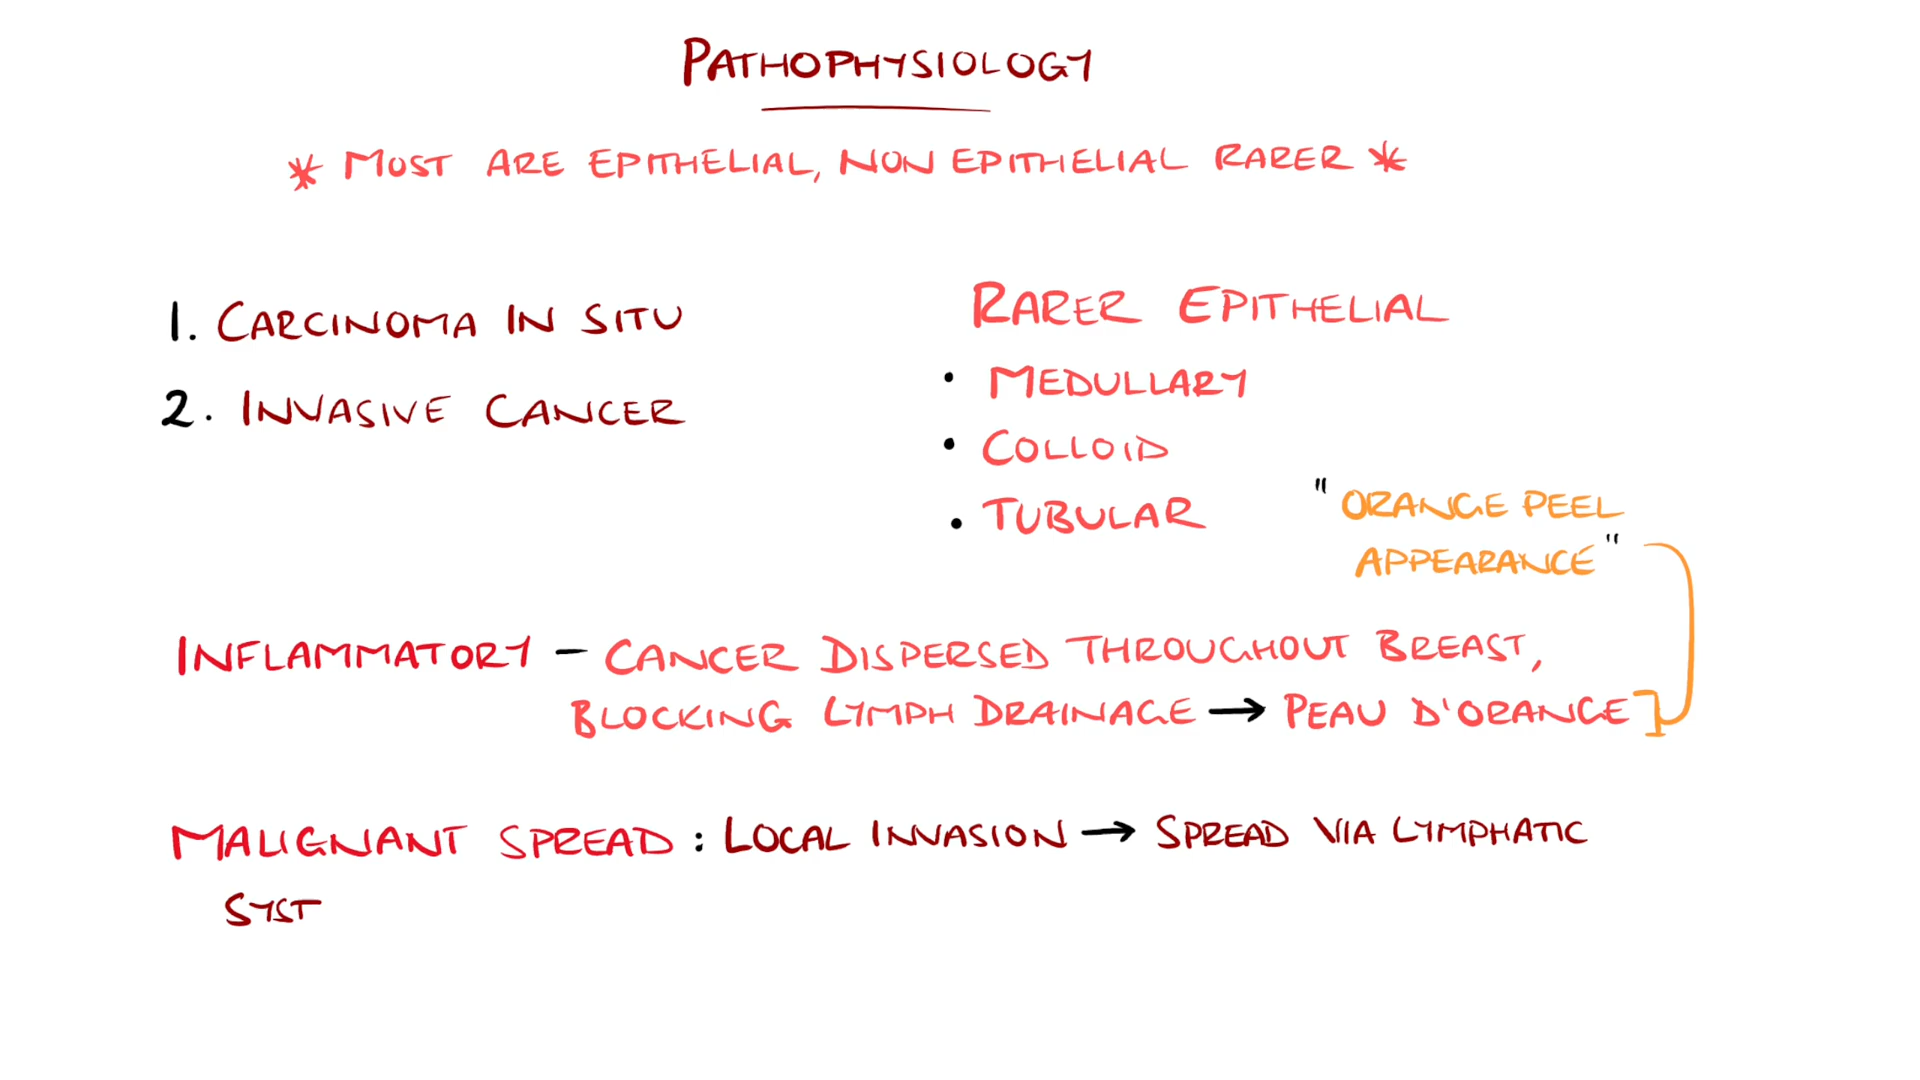 PATHOPHYSIOLOGY
* MOST ARE EPITHELIAL, NON EPITHELIAL RARER *
1. CARCINOMA IN SITU
2. INVASIVE CANCER
RARER EPITHELIAL
• MEDULLARY
• COLLOID
• TUBULAR
"ORANGE PEEL
APPEARANCE"
INFLAMMATORY – CANCER DISPERSED THROUGHOUT BREAST,
BLOCKING LYMPH DRAINAGE → PEAU D'ORANGE
MALIGNANT SPREAD : LOCAL INVASION → SPREAD VIA LYMPHATIC
SYST